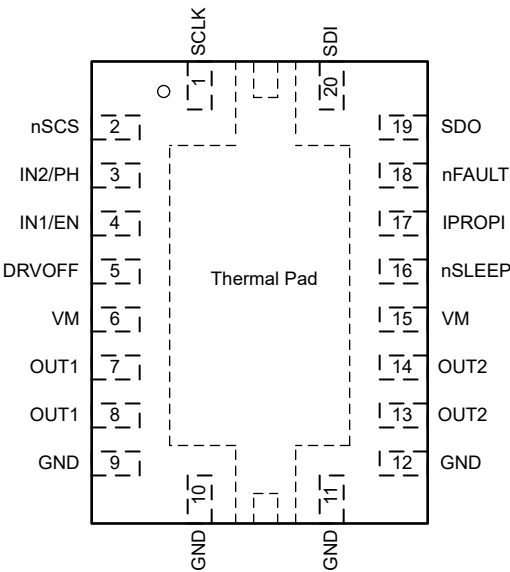 SCLK
SDI
1
20
nSCS 2
19 SDO
IN2/PH 3
18 nFAULT
IN1/EN 4
17 IPROPI
DRVOFF 5
16 nSLEEP
Thermal Pad
VM 6
15 VM
OUT1 7
14 OUT2
OUT1 8
13 OUT2
GND 9
12 GND
10
11
GND
GND